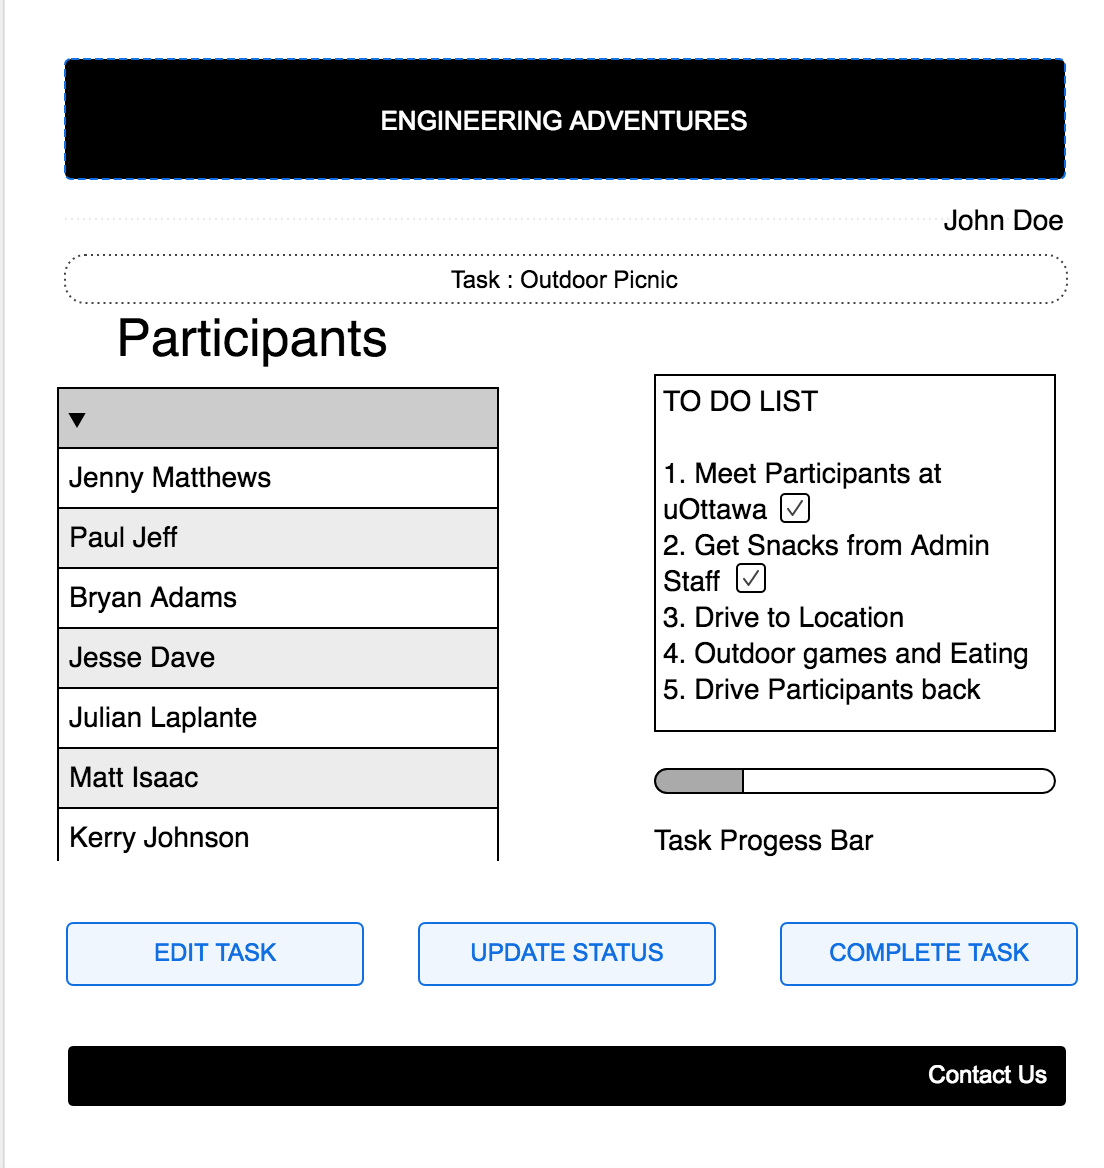 ENGINEERING ADVENTURES
John Doe
Task : Outdoor Picnic
Participants
Jenny Matthews
Paul Jeff
Bryan Adams
Jesse Dave
Julian Laplante
Matt Isaac
Kerry Johnson
TO DO LIST
1. Meet Participants at
uOttawa
2. Get Snacks from Admin
Staff
3. Drive to Location
4. Outdoor games and Eating
5. Drive Participants back
Task Progess Bar
EDIT TASK
UPDATE STATUS
COMPLETE TASK
Contact Us